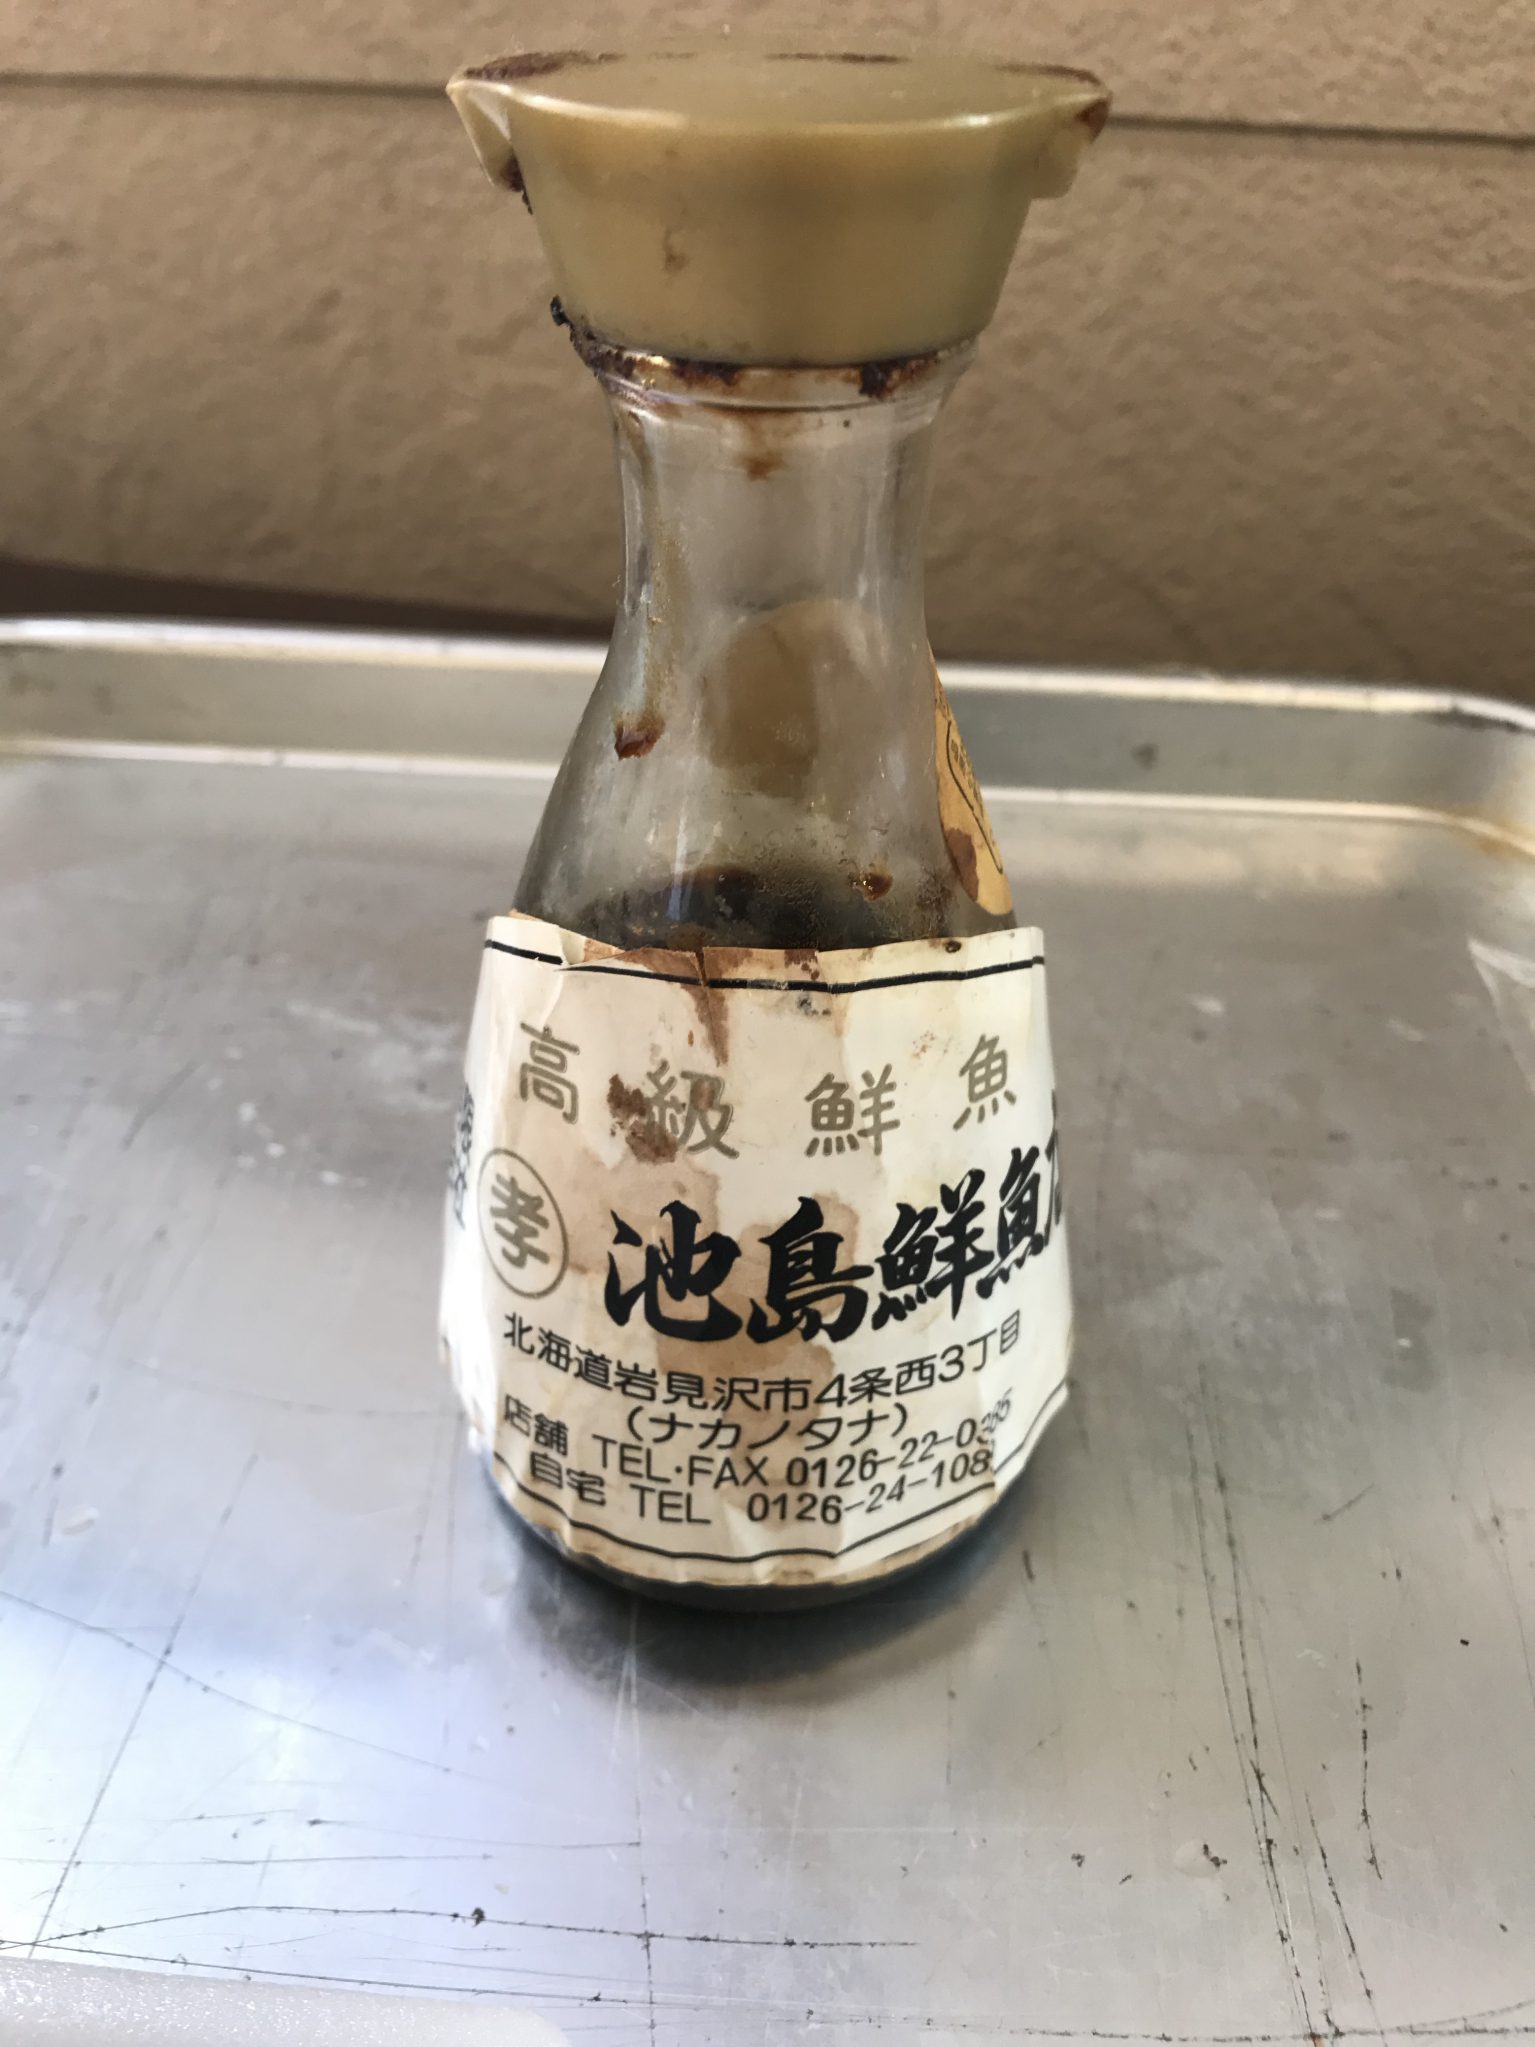 高級鮮魚
孝 池島鮮魚店
北海道岩見沢市4条西3丁目
(ナカノタナ)
店舗 TEL·FAX 0126-22-0365
自宅 TEL 0126-24-108